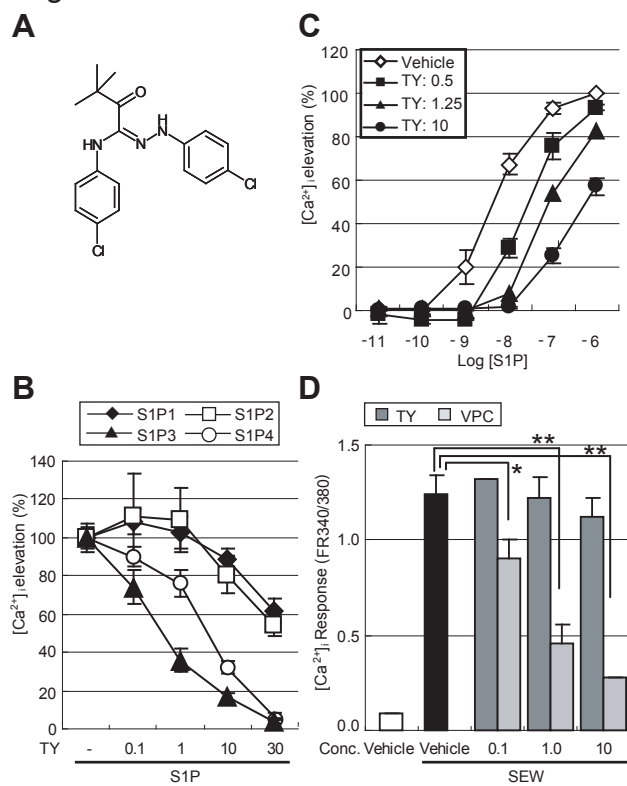 A
O
HN
N
H
N
Cl
Cl
C
[Ca²⁺]ᵢ elevation (%)
120
100
80
60
40
20
0
Vehicle
TY: 0.5
TY: 1.25
TY: 10
-11 -10 -9 -8 -7 -6
Log [S1P]
B
S1P1 S1P2
S1P3 S1P4
[Ca²⁺]ᵢ elevation (%)
140
120
100
80
60
40
20
0
TY - 0.1 1 10 30
S1P
D
TY VPC
[Ca²⁺]ᵢ Response (FR340/380)
1.5
1.0
0.5
0.0
** 
**
*
Conc. Vehicle Vehicle 0.1 1.0 10
SEW